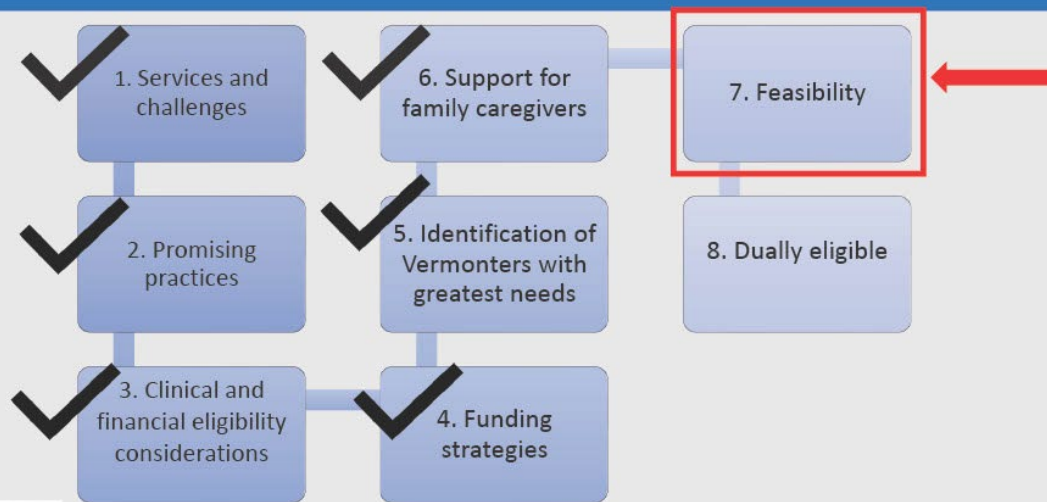 1. Services and
challenges
2. Promising
practices
3. Clinical and
financial eligibility
considerations
4. Funding
strategies
5. Identification of
Vermonters with
greatest needs
6. Support for
family caregivers
7. Feasibility
8. Dually eligible